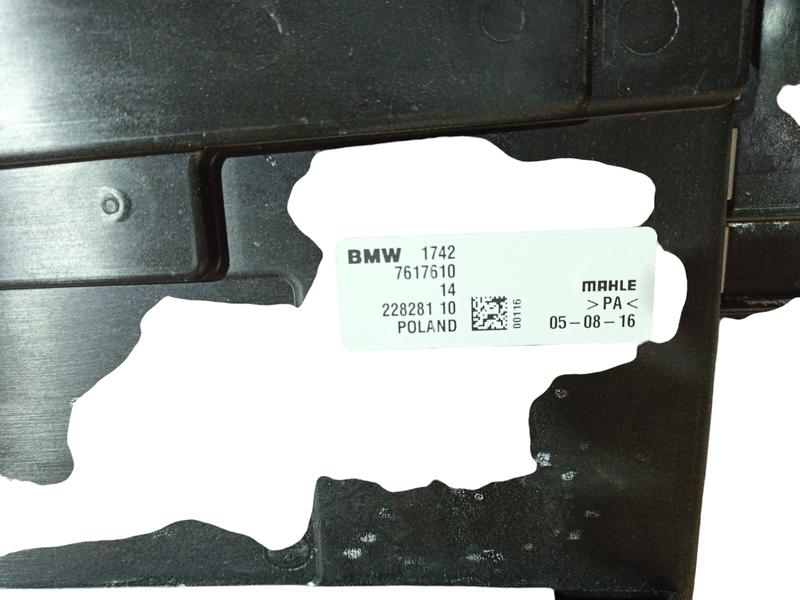 BMW 1742
7617610
14
228281 10
POLAND
00116
MAHLE
>PA<
05-08-16